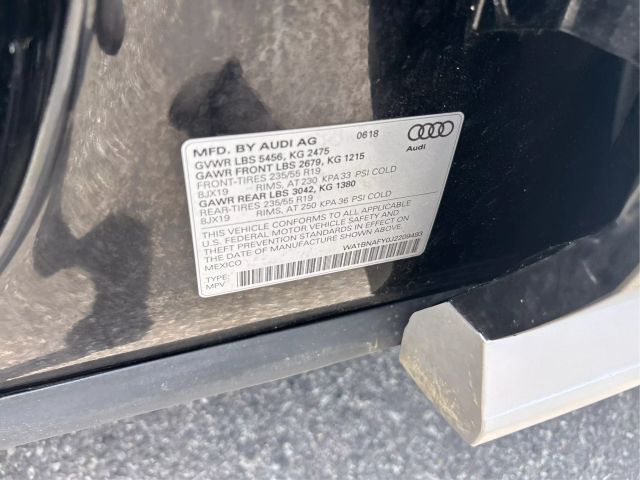 MFD. BY AUDI AG 0618
Audi
GVWR LBS 5456, KG 2475
GAWR FRONT LBS 2679, KG 1215
FRONT-TIRES 235/55 R19
8JX19 RIMS, AT 230 KPA 33 PSI COLD
GAWR REAR LBS 3042, KG 1380
REAR-TIRES 235/55 R19
8JX19 RIMS, AT 250 KPA 36 PSI COLD
THIS VEHICLE CONFORMS TO ALL APPLICABLE
U.S. FEDERAL MOTOR VEHICLE SAFETY AND
THEFT PREVENTION STANDARDS IN EFFECT ON
THE DATE OF MANUFACTURE SHOWN ABOVE.
MEXICO WA1BNAFY0J2209493
TYPE:
MPV